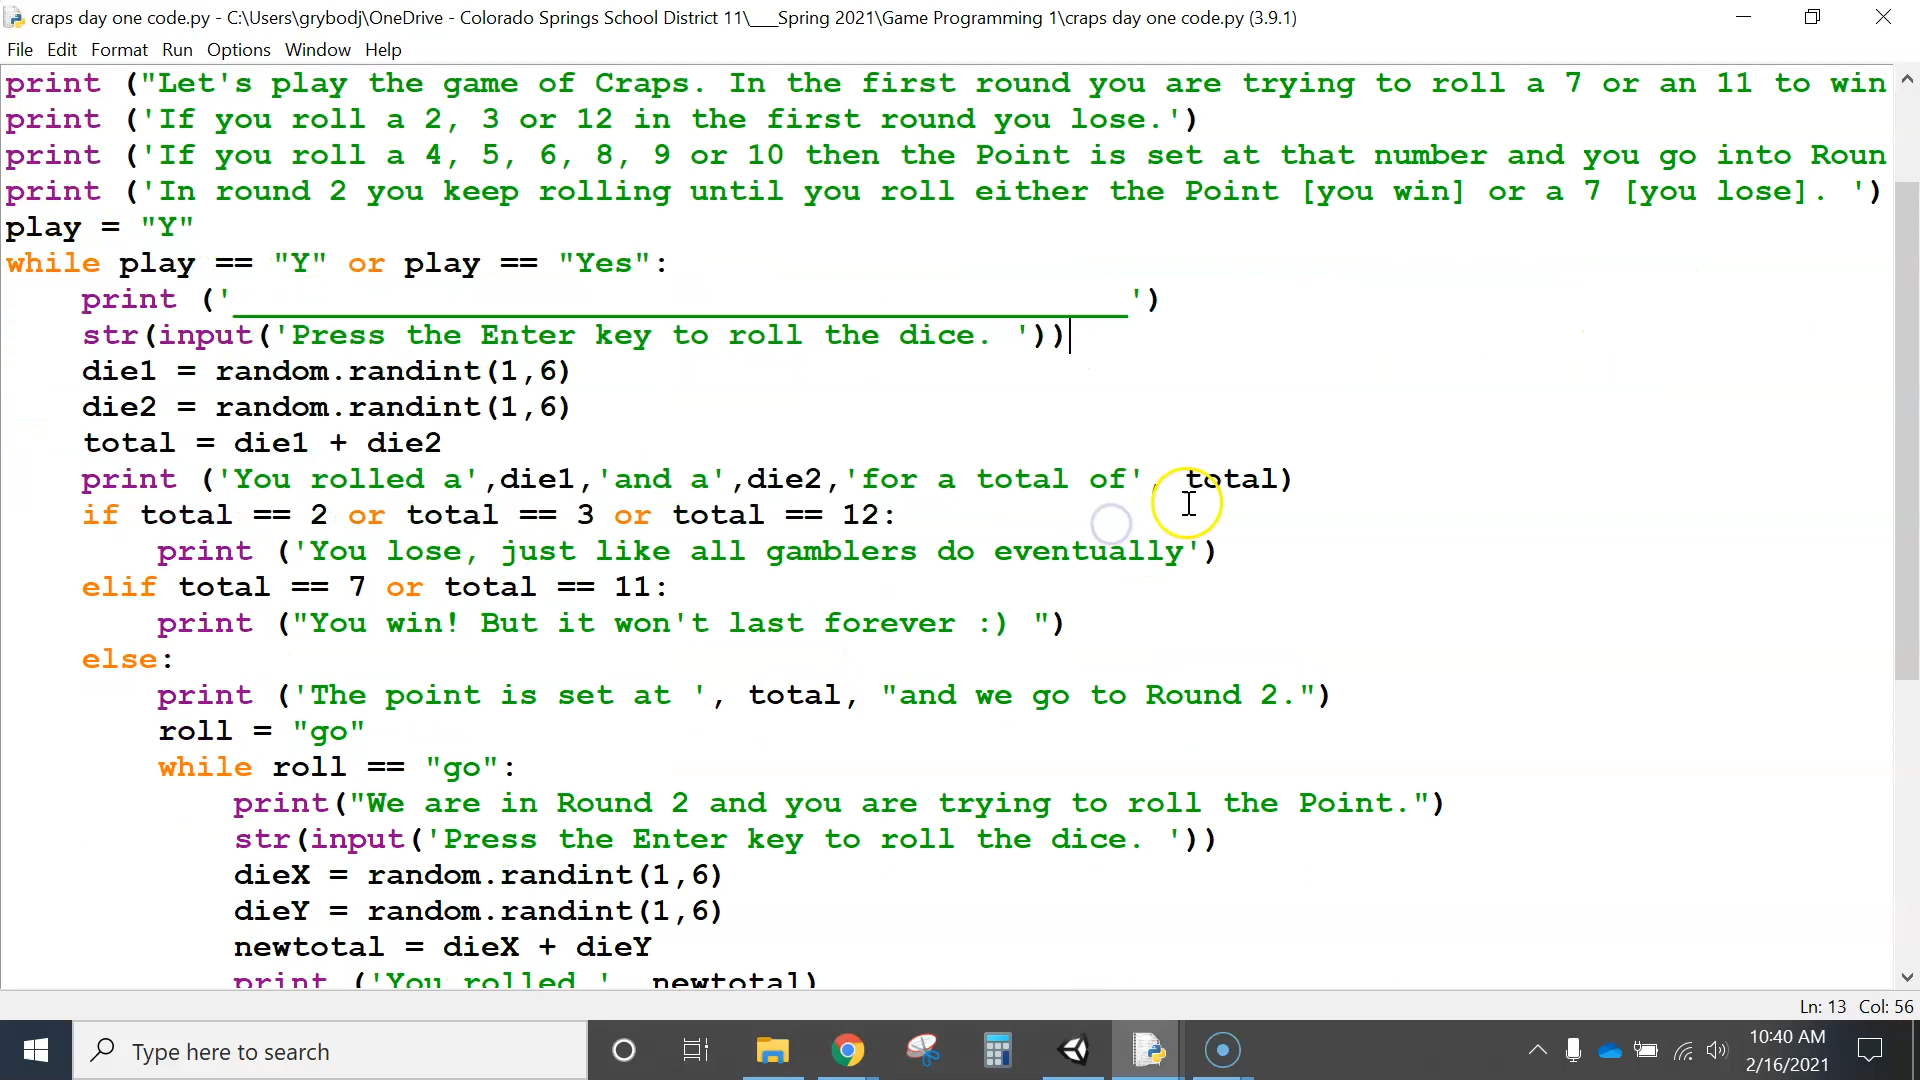 craps day one code.py - C:\Users\grybodj\OneDrive - Colorado Springs School District 11\___Spring 2021\Game Programming 1\craps day one code.py (3.9.1)
File Edit Format Run Options Window Help
print ("Let's play the game of Craps. In the first round you are trying to roll a 7 or an 11 to win
print ('If you roll a 2, 3 or 12 in the first round you lose.')
print ('If you roll a 4, 5, 6, 8, 9 or 10 then the Point is set at that number and you go into Roun
print ('In round 2 you keep rolling until you roll either the Point [you win] or a 7 [you lose]. ')
play = "Y"
while play == "Y" or play == "Yes":
    print ('_______________________________________________')
    str(input('Press the Enter key to roll the dice. '))
    die1 = random.randint(1,6)
    die2 = random.randint(1,6)
    total = die1 + die2
    print ('You rolled a',die1,'and a',die2,'for a total of', total)
    if total == 2 or total == 3 or total == 12:
        print ('You lose, just like all gamblers do eventually')
    elif total == 7 or total == 11:
        print ("You win! But it won't last forever :) ")
    else:
        print ('The point is set at ', total, "and we go to Round 2.")
        roll = "go"
        while roll == "go":
            print("We are in Round 2 and you are trying to roll the Point.")
            str(input('Press the Enter key to roll the dice. '))
            dieX = random.randint(1,6)
            dieY = random.randint(1,6)
            newtotal = dieX + dieY
            print ('You rolled ', newtotal)
Ln: 13 Col: 56
Type here to search
10:40 AM
2/16/2021